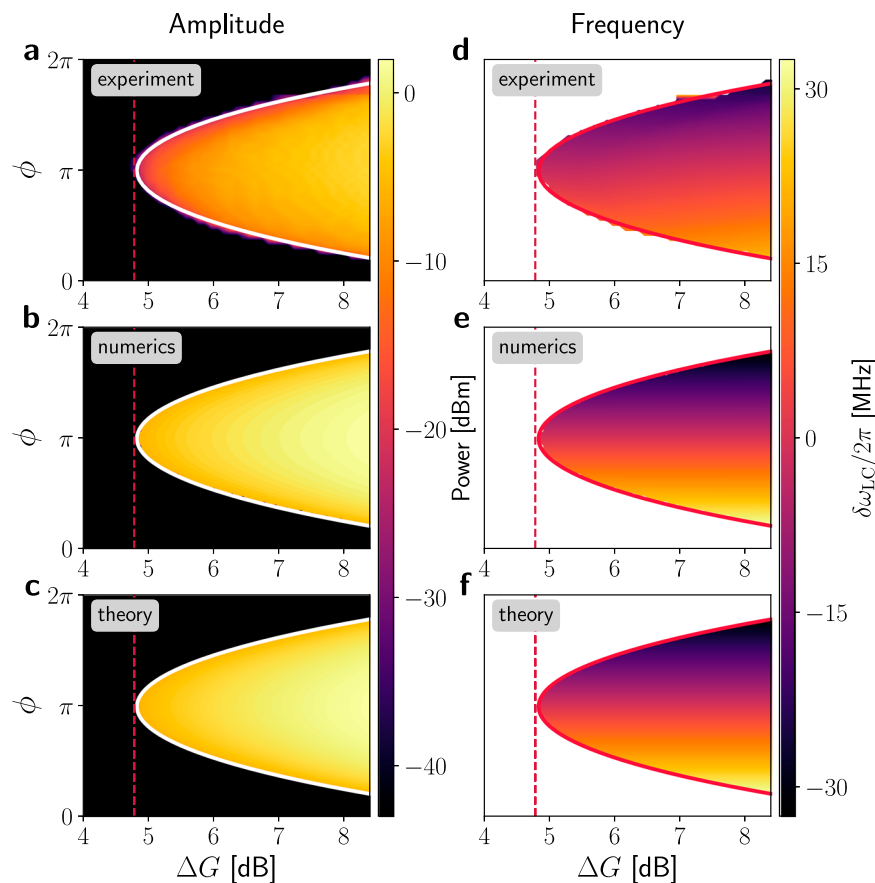 Amplitude
Frequency
a
experiment
2π
π
0
ϕ
4 5 6 7 8
b
numerics
2π
π
0
ϕ
4 5 6 7 8
c
theory
2π
π
0
ϕ
4 5 6 7 8
ΔG [dB]
0
−10
−20
−30
−40
Power [dBm]
d
experiment
4 5 6 7 8
e
numerics
4 5 6 7 8
f
theory
4 5 6 7 8
ΔG [dB]
30
15
0
−15
−30
δω_LC/2π [MHz]